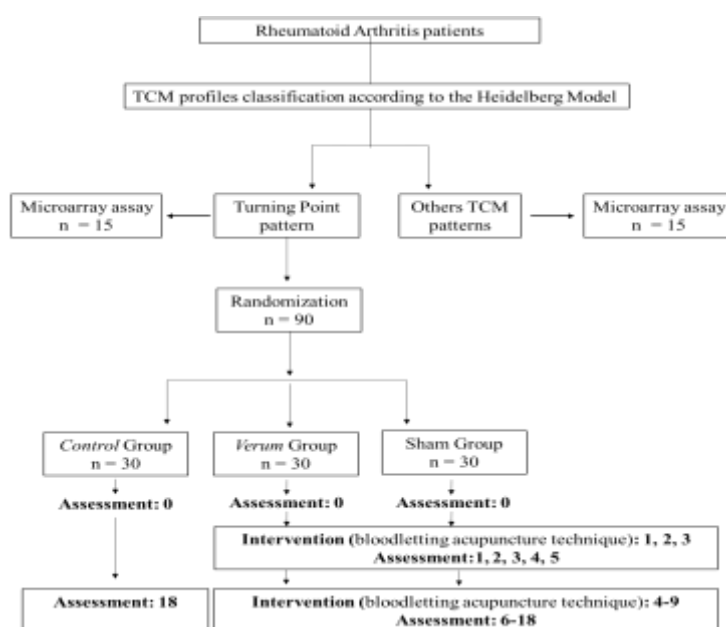 Rheumatoid Arthritis patients
TCM profiles classification according to the Heidelberg Model
Microarray assay
n = 15
Turning Point
pattern
Others TCM
patterns
Microarray assay
n = 15
Randomization
n = 90
Control Group
n = 30
Verum Group
n = 30
Sham Group
n = 30
Assessment: 0
Assessment: 0
Assessment: 0
Intervention (bloodletting acupuncture technique): 1, 2, 3
Assessment:1, 2, 3, 4, 5
Assessment: 18
Intervention (bloodletting acupuncture technique): 4-9
Assessment: 6-18